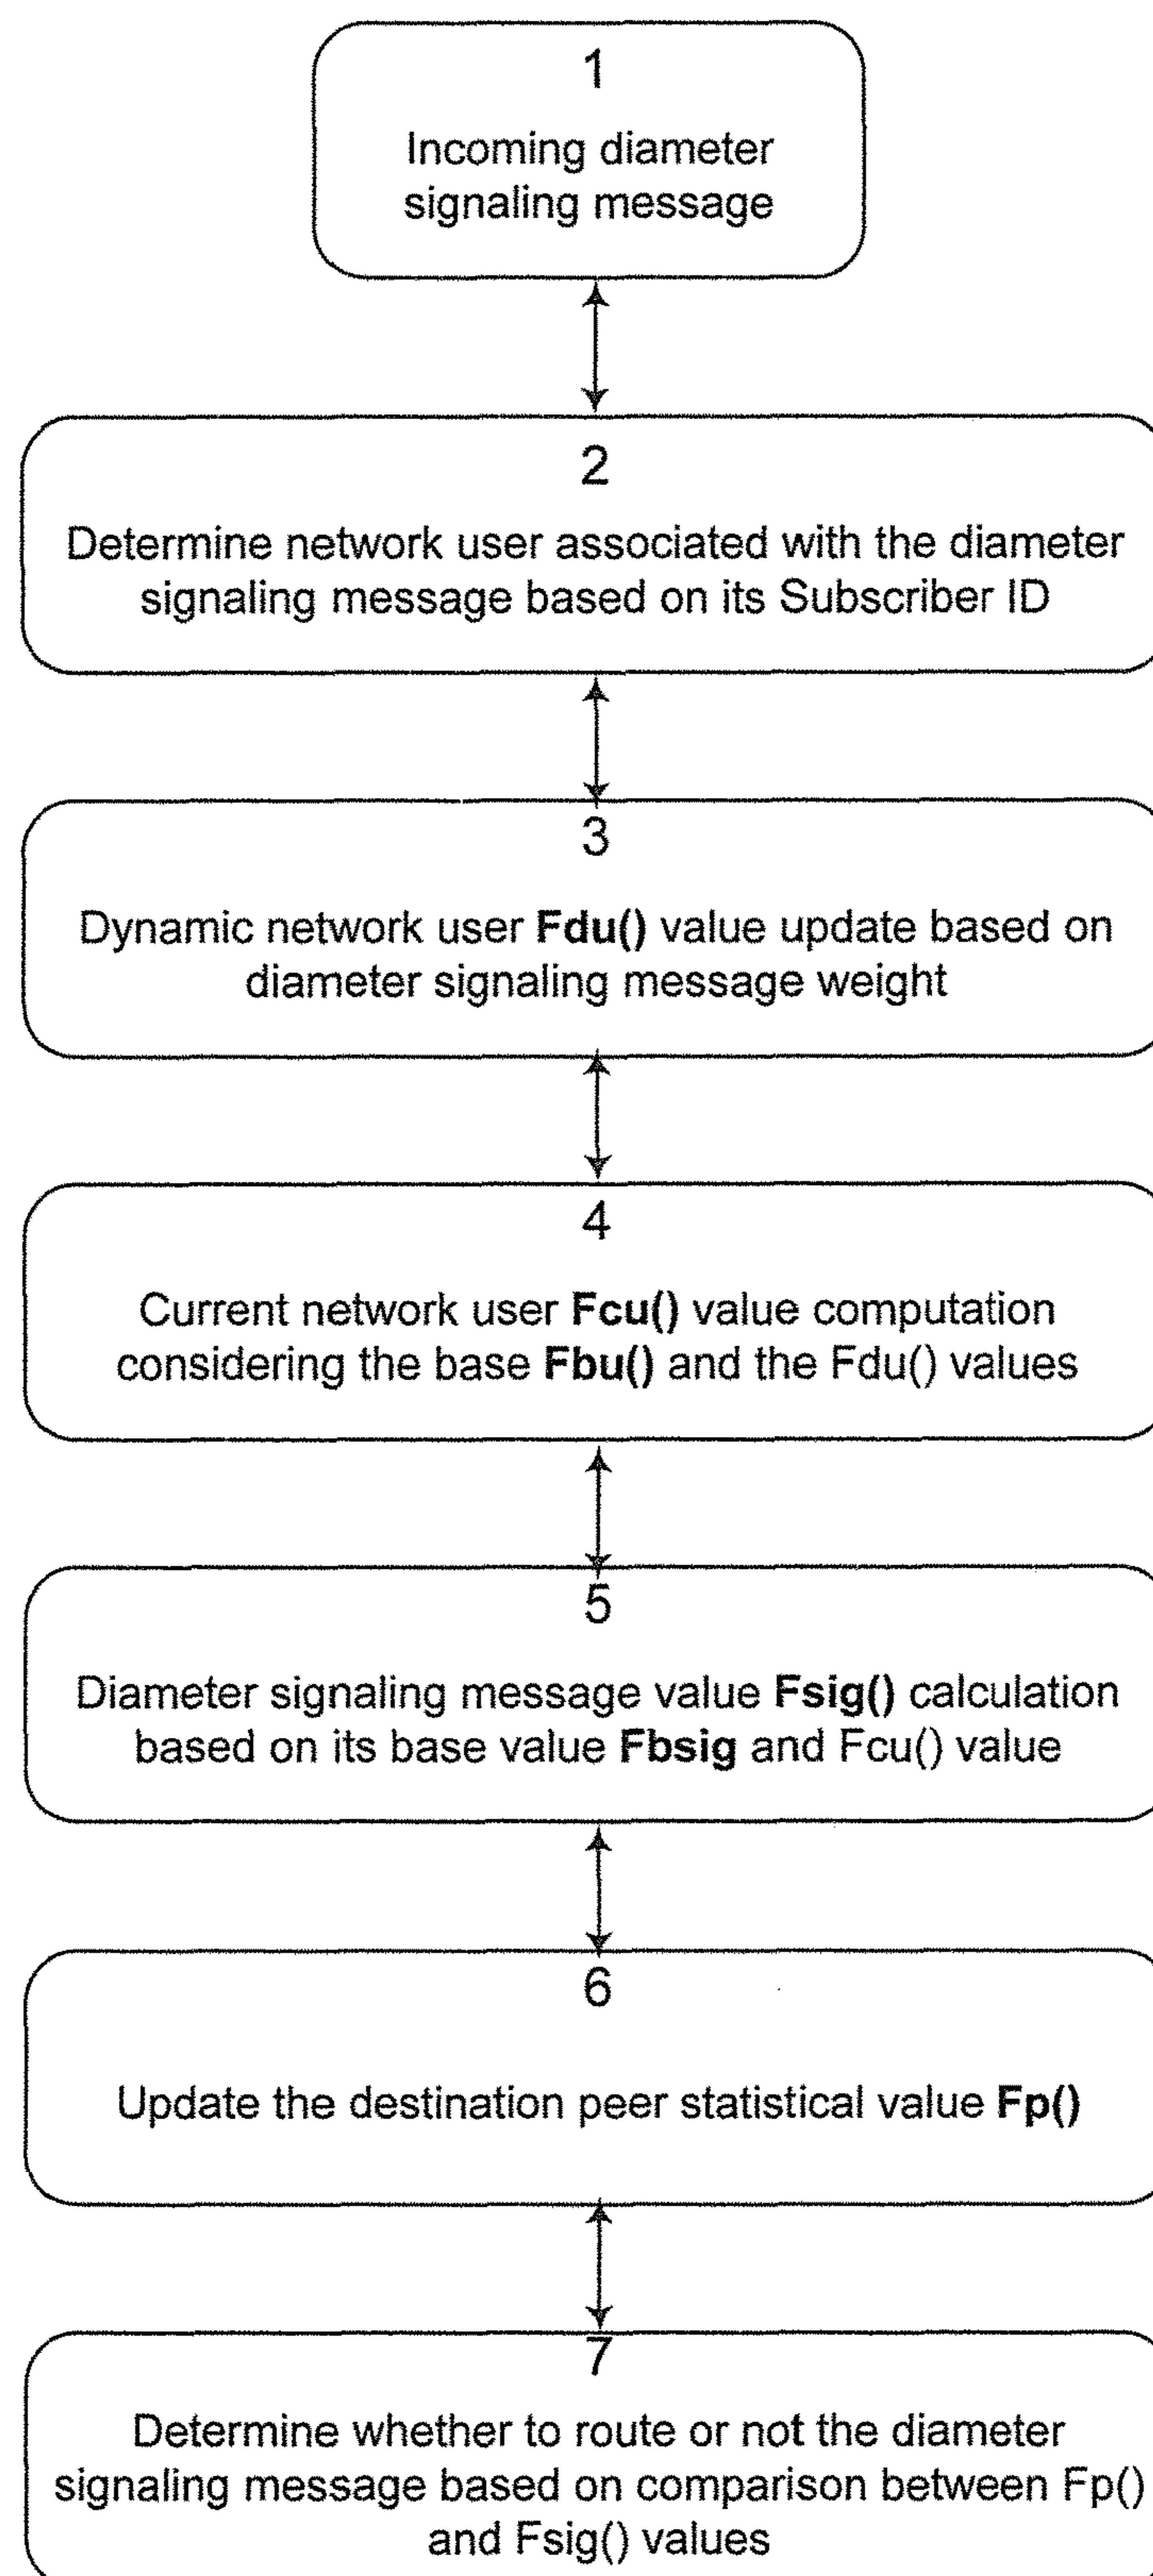 1
Incoming diameter
signaling message
2
Determine network user associated with the diameter
signaling message based on its Subscriber ID
3
Dynamic network user Fdu() value update based on
diameter signaling message weight
4
Current network user Fcu() value computation
considering the base Fbu() and the Fdu() values
5
Diameter signaling message value Fsig() calculation
based on its base value Fbsig and Fcu() value
6
Update the destination peer statistical value Fp()
7
Determine whether to route or not the diameter
signaling message based on comparison between Fp()
and Fsig() values